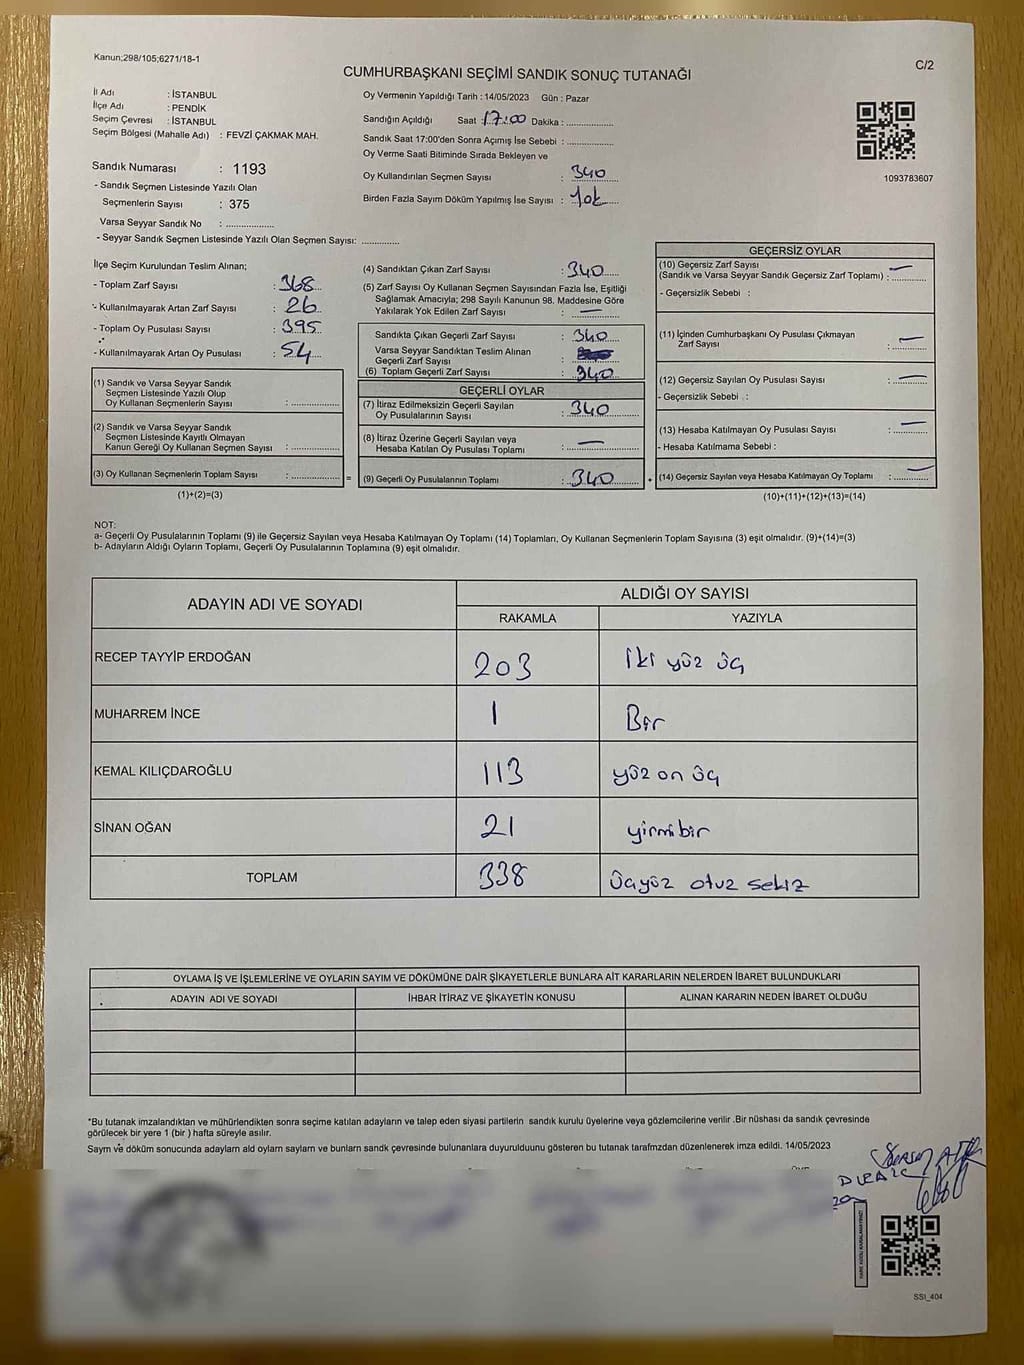 Kanun;298/105;6271/18-1
C/2
CUMHURBAŞKANI SEÇİMİ SANDIK SONUÇ TUTANAĞI
İl Adı : İSTANBUL
İlçe Adı : PENDİK
Seçim Çevresi : İSTANBUL
Seçim Bölgesi (Mahalle Adı) : FEVZİ ÇAKMAK MAH.
Sandık Numarası : 1193
- Sandık Seçmen Listesinde Yazılı Olan
Seçmenlerin Sayısı : 375
Varsa Seyyar Sandık No : ..................
- Seyyar Sandık Seçmen Listesinde Yazılı Olan Seçmen Sayısı: ..............
Oy Vermenin Yapıldığı Tarih : 14/05/2023 Gün : Pazar
Sandığın Açıldığı Saat 17:00 Dakika : ..................
Sandık Saat 17:00'den Sonra Açımış İse Sebebi : ..................
Oy Verme Saati Bitiminde Sırada Bekleyen ve
Oy Kullandırılan Seçmen Sayısı : 340
Birden Fazla Sayım Döküm Yapılmış İse Sayısı : Yok
1093783607
İlçe Seçim Kurulundan Teslim Alınan;
- Toplam Zarf Sayısı : 368
- Kullanılmayarak Artan Zarf Sayısı : 26
- Toplam Oy Pusulası Sayısı : 395
- Kullanılmayarak Artan Oy Pusulası : 54
(1) Sandık ve Varsa Seyyar Sandık
Seçmen Listesinde Yazılı Olup
Oy Kullanan Seçmenlerin Sayısı : ..................
(2) Sandık ve Varsa Seyyar Sandık
Seçmen Listesinde Kayıtlı Olmayan
Kanun Gereği Oy Kullanan Seçmen Sayısı : ..................
(3) Oy Kullanan Seçmenlerin Toplam Sayısı : .................. =
(1)+(2)=(3)
(4) Sandıktan Çıkan Zarf Sayısı : 340
(5) Zarf Sayısı Oy Kullanan Seçmen Sayısından Fazla İse, Eşitliği
Sağlamak Amacıyla; 298 Sayılı Kanunun 98. Maddesine Göre
Yakılarak Yok Edilen Zarf Sayısı : —
Sandıkta Çıkan Geçerli Zarf Sayısı : 340
Varsa Seyyar Sandıktan Teslim Alınan
Geçerli Zarf Sayısı :
(6) Toplam Geçerli Zarf Sayısı : 340
GEÇERLİ OYLAR
(7) İtiraz Edilmeksizin Geçerli Sayılan
Oy Pusulalarının Sayısı : 340
(8) İtiraz Üzerine Geçerli Sayılan veya
Hesaba Katılan Oy Pusulası Toplamı : —
(9) Geçerli Oy Pusulalarının Toplamı : 340 +
GEÇERSİZ OYLAR
(10) Geçersiz Zarf Sayısı
(Sandık ve Varsa Seyyar Sandık Geçersiz Zarf Toplamı) : —
- Geçersizlik Sebebi :
(11) İçinden Cumhurbaşkanı Oy Pusulası Çıkmayan
Zarf Sayısı : —
(12) Geçersiz Sayılan Oy Pusulası Sayısı : —
- Geçersizlik Sebebi :
(13) Hesaba Katılmayan Oy Pusulası Sayısı : —
- Hesaba Katılmama Sebebi :
(14) Geçersiz Sayılan veya Hesaba Katılmayan Oy Toplamı : —
(10)+(11)+(12)+(13)=(14)
NOT:
a- Geçerli Oy Pusulalarının Toplamı (9) ile Geçersiz Sayılan veya Hesaba Katılmayan Oy Toplamı (14) Toplamları, Oy Kullanan Seçmenlerin Toplam Sayısına (3) eşit olmalıdır. (9)+(14)=(3)
b- Adayların Aldığı Oyların Toplamı, Geçerli Oy Pusulalarının Toplamına (9) eşit olmalıdır.
ADAYIN ADI VE SOYADI
ALDIĞI OY SAYISI
RAKAMLA YAZIYLA
RECEP TAYYİP ERDOĞAN 203 İki yüz üç
MUHARREM İNCE 1 Bir
KEMAL KILIÇDAROĞLU 113 yüz on üç
SİNAN OĞAN 21 yirmi bir
TOPLAM 338 Üçyüz otuz sekiz
OYLAMA İŞ VE İŞLEMLERİNE VE OYLARIN SAYIM VE DÖKÜMÜNE DAİR ŞİKAYETLERLE BUNLARA AİT KARARLARIN NELERDEN İBARET BULUNDUKLARI
ADAYIN ADI VE SOYADI İHBAR İTİRAZ VE ŞİKAYETİN KONUSU ALINAN KARARIN NEDEN İBARET OLDUĞU
*Bu tutanak imzalandıktan ve mühürlendikten sonra seçime katılan adayların ve talep eden siyasi partilerin sandık kurulu üyelerine veya gözlemcilerine verilir .Bir nüshası da sandık çevresinde
görülecek bir yere 1 (bir ) hafta süreyle asılır.
Sayım ve döküm sonucunda adayların ald oyların sayların ve bunların sandk çevresinde bulunanlara duyurulduunu gösteren bu tutanak tarafmzdan düzenlenerek imza edildi. 14/05/2023
SSI_404